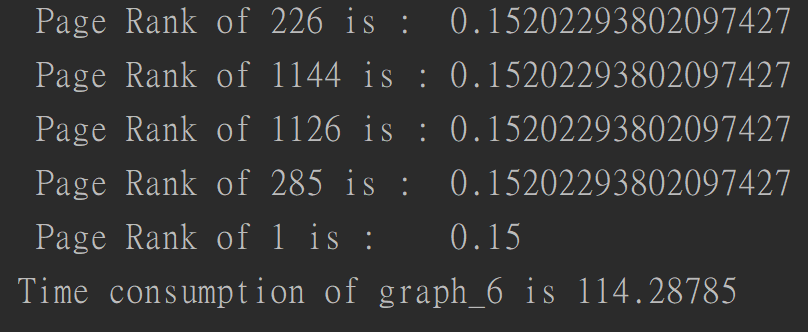 Page Rank of 226 is :  0.15202293802097427
Page Rank of 1144 is : 0.15202293802097427
Page Rank of 1126 is : 0.15202293802097427
Page Rank of 285 is :  0.15202293802097427
Page Rank of 1 is :    0.15
Time consumption of graph_6 is 114.28785